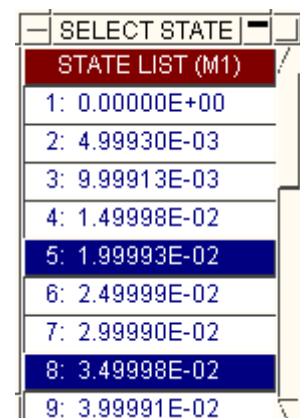 SELECT STATE
STATE LIST (M1)
1: 0.00000E+00
2: 4.99930E-03
3: 9.99913E-03
4: 1.49998E-02
5: 1.99993E-02
6: 2.49999E-02
7: 2.99990E-02
8: 3.49998E-02
9: 3.99991E-02